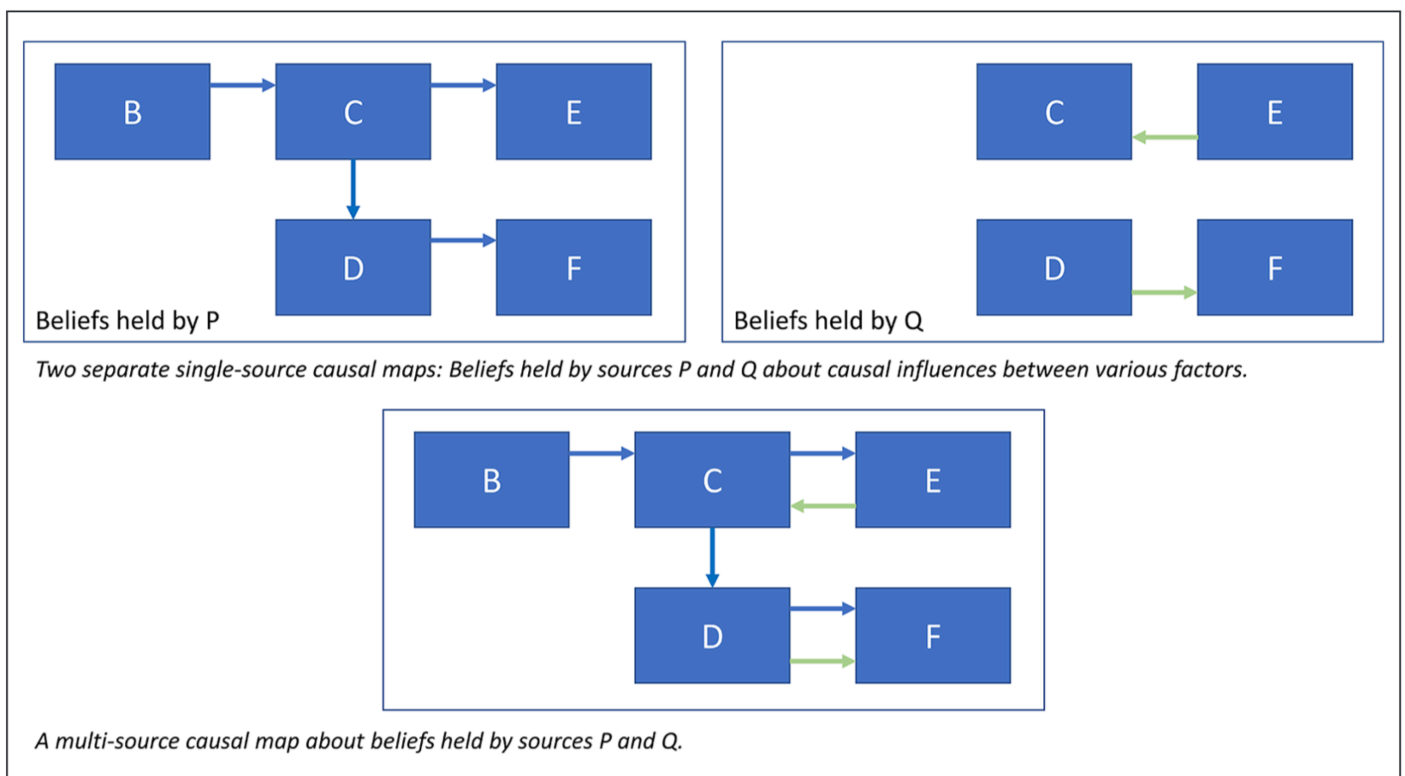 B C E
D F
Beliefs held by P
C E
D F
Beliefs held by Q
Two separate single-source causal maps: Beliefs held by sources P and Q about causal influences between various factors.
B C E
D F
A multi-source causal map about beliefs held by sources P and Q.